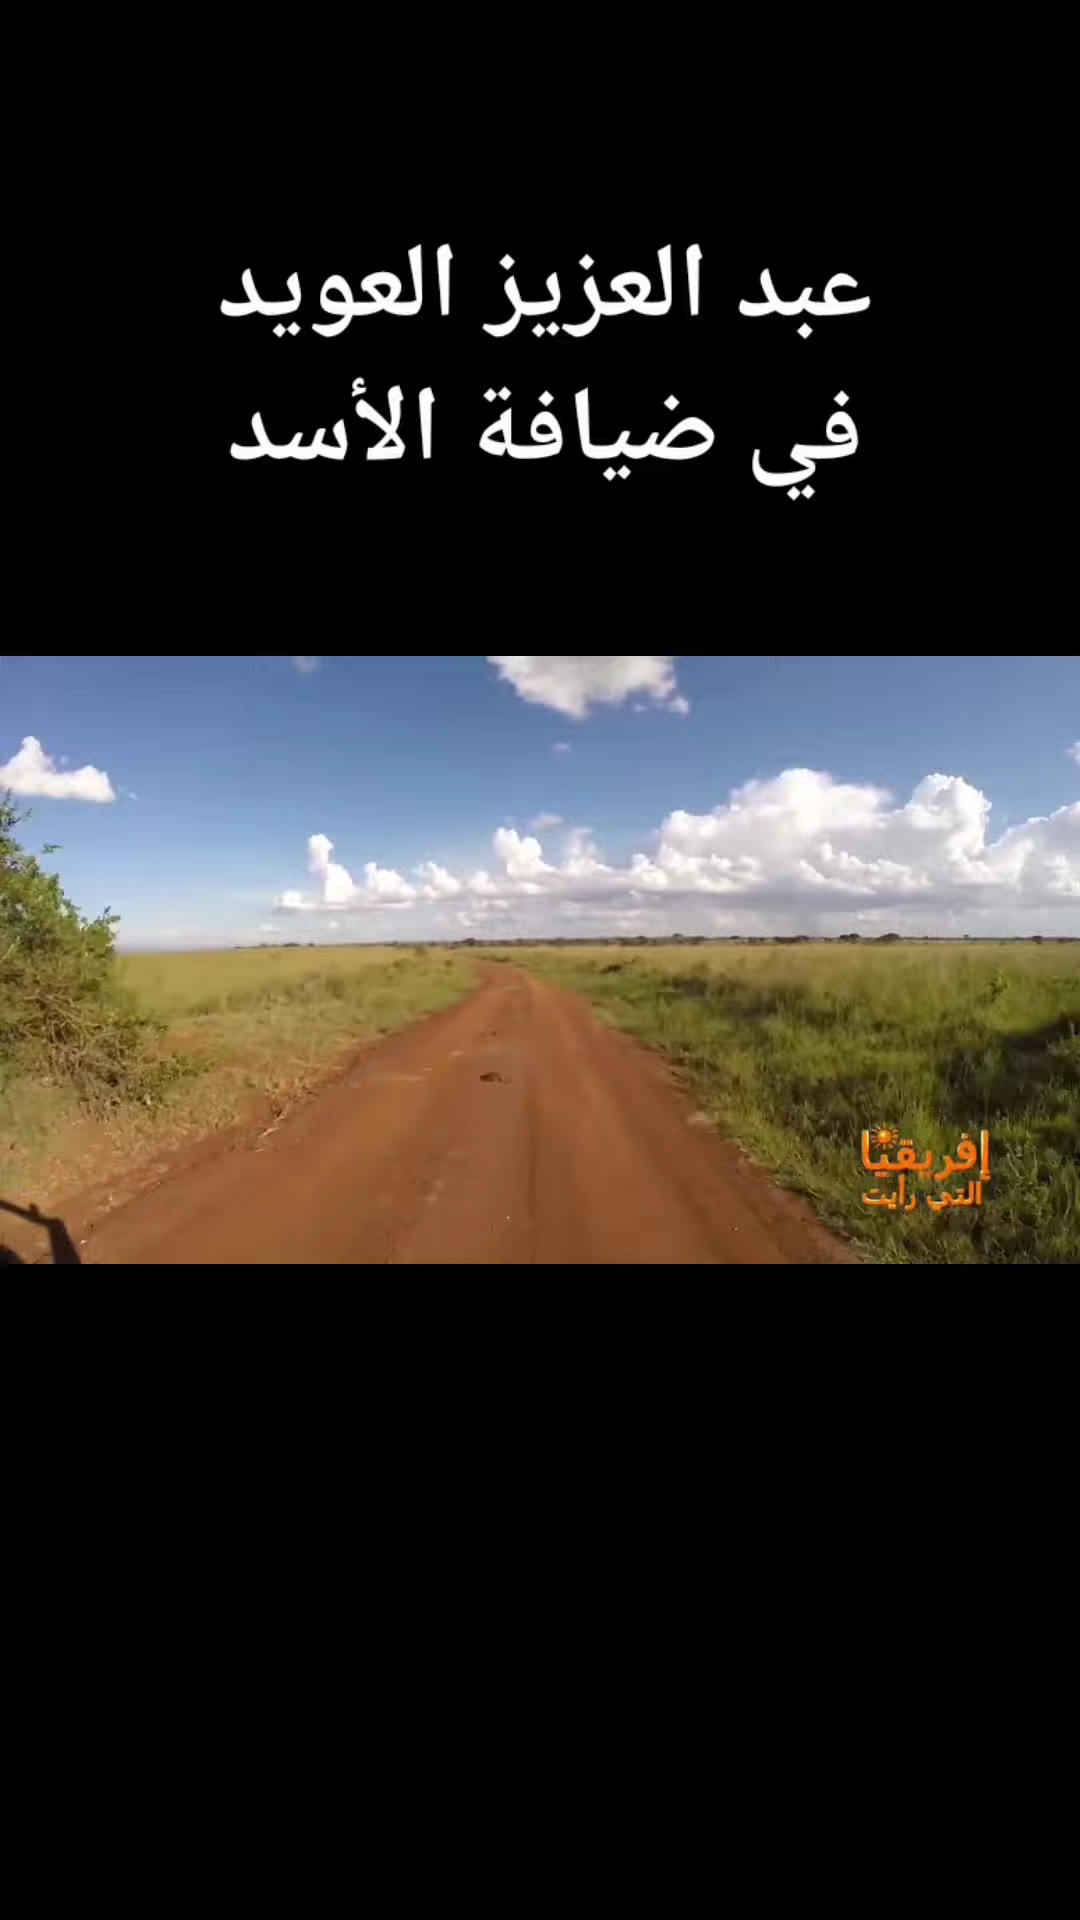 عبد العزيز العويد
في ضيافة الأسد
إفريقيا
التي رأيت